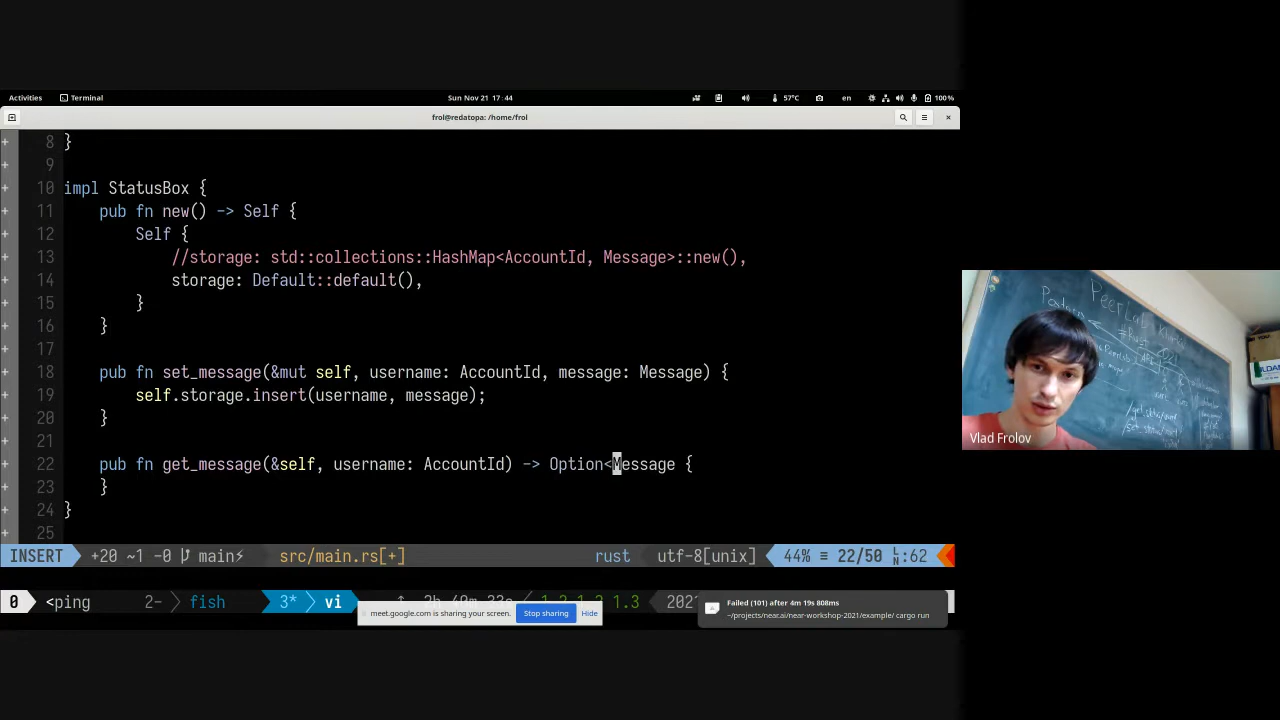 Activities
Terminal
Sun Nov 21 17:44
57°C
en
100%
frol@redatopa: /home/frol
+ 8 }
+ 9
+ 10 impl StatusBox {
+ 11 pub fn new() -> Self {
+ 12 Self {
+ 13 //storage: std::collections::HashMap<AccountId, Message>::new(),
+ 14 storage: Default::default(),
+ 15 }
+ 16 }
+ 17
+ 18 pub fn set_message(&mut self, username: AccountId, message: Message) {
+ 19 self.storage.insert(username, message);
+ 20 }
+ 21
+ 22 pub fn get_message(&self, username: AccountId) -> Option<Message {
+ 23 }
+ 24 }
+ 25
INSERT +20 ~1 -0 main⚡ src/main.rs[+] rust utf-8[unix] 44% ≡ 22/50 LN:62
0 <ping 2- fish 3* vi
meet.google.com is sharing your screen. Stop sharing Hide
Failed (101) after 4m 19s 808ms
~/projects/near.ai/near-workshop-2021/example/ cargo run
PeerLab
Vlad Frolov